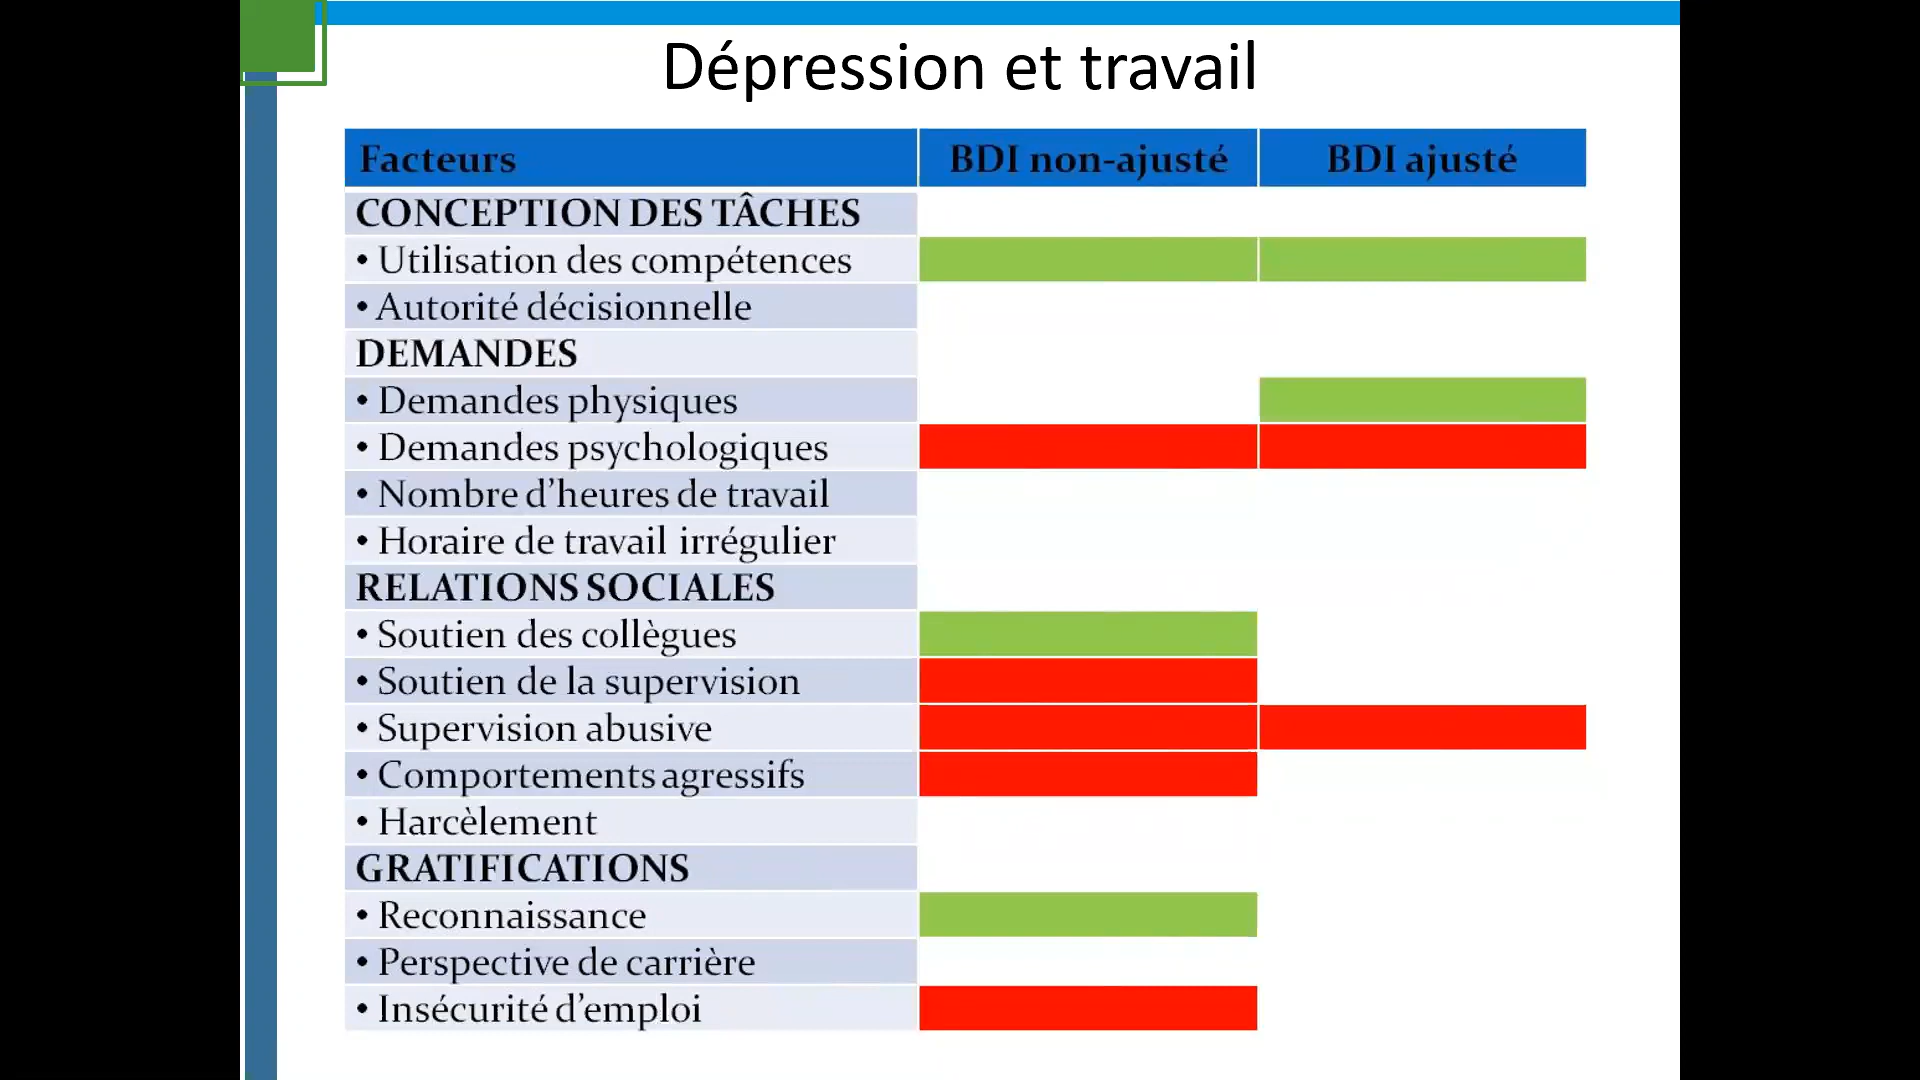 Dépression et travail
Facteurs BDI non-ajusté BDI ajusté
CONCEPTION DES TÂCHES
• Utilisation des compétences
• Autorité décisionnelle
DEMANDES
• Demandes physiques
• Demandes psychologiques
• Nombre d’heures de travail
• Horaire de travail irrégulier
RELATIONS SOCIALES
• Soutien des collègues
• Soutien de la supervision
• Supervision abusive
• Comportements agressifs
• Harcèlement
GRATIFICATIONS
• Reconnaissance
• Perspective de carrière
• Insécurité d’emploi